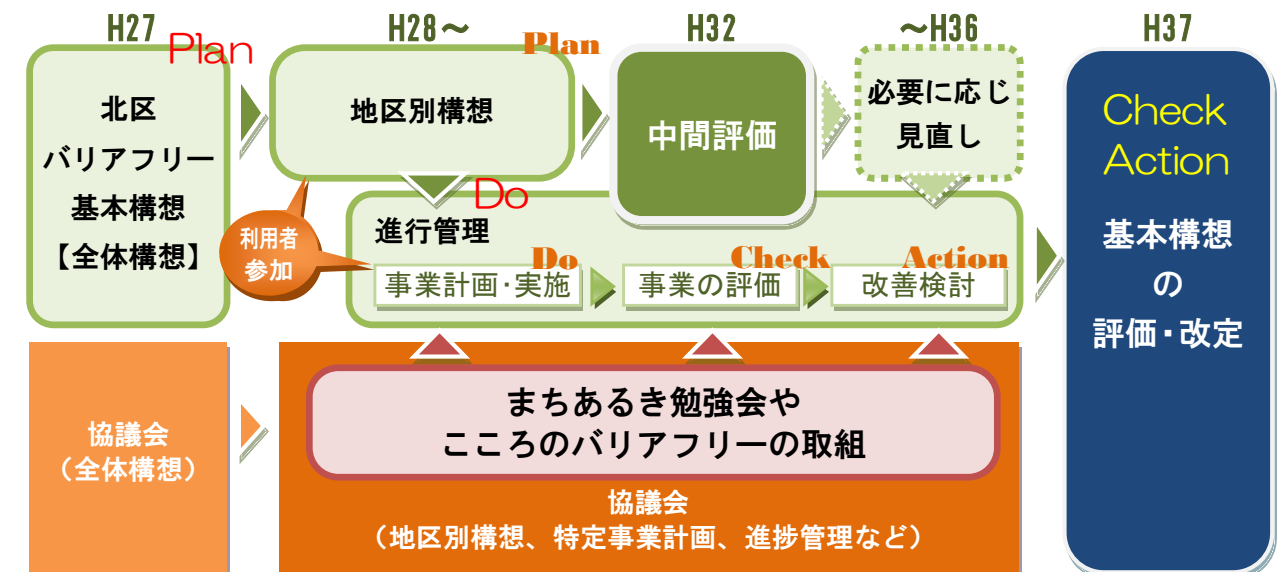 H27
H28～
H32
～H36
H37
Plan
北区
バリアフリー
基本構想
【全体構想】
Plan
地区別構想
中間評価
必要に応じ
見直し
Check
Action
基本構想
の
評価・改定
利用者
参加
Do
進行管理
Do
事業計画・実施
Check
事業の評価
Action
改善検討
協議会
（全体構想）
まちあるき勉強会や
こころのバリアフリーの取組
協議会
（地区別構想、特定事業計画、進捗管理など）